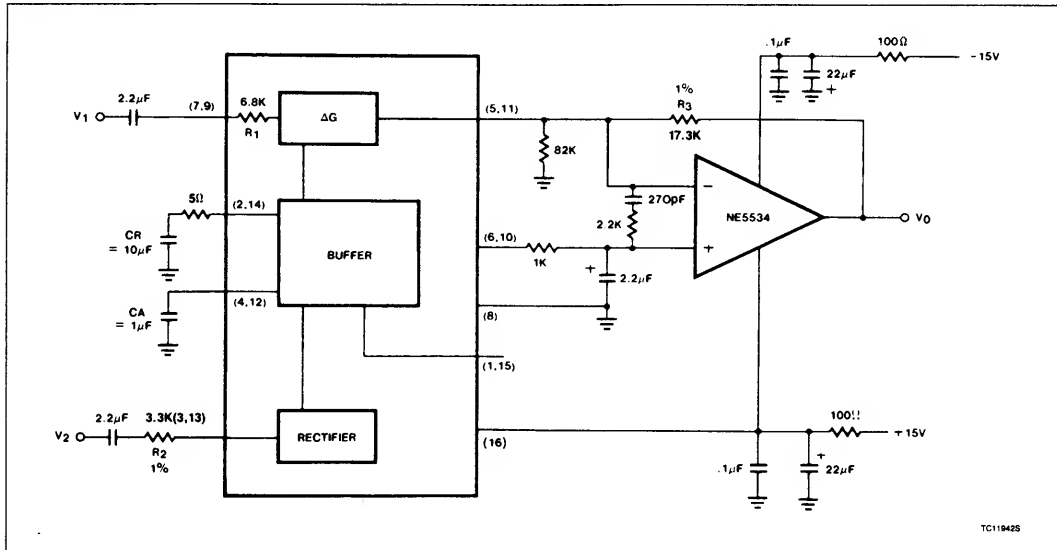 .1µF
100Ω
-15V
22µF
+
2.2µF
(7,9)
6.8K
V1
R1
ΔG
(5,11)
1%
R3
17.3K
82K
270pF
2.2K
−
+
NE5534
VO
5Ω
(2,14)
CR
= 10µF
BUFFER
(6,10)
1K
+
2.2µF
(4,12)
CA
= 1µF
(8)
(1,15)
2.2µF
3.3K(3,13)
V2
R2
1%
RECTIFIER
(16)
100Ω
+15V
.1µF
+
22µF
TC11942S